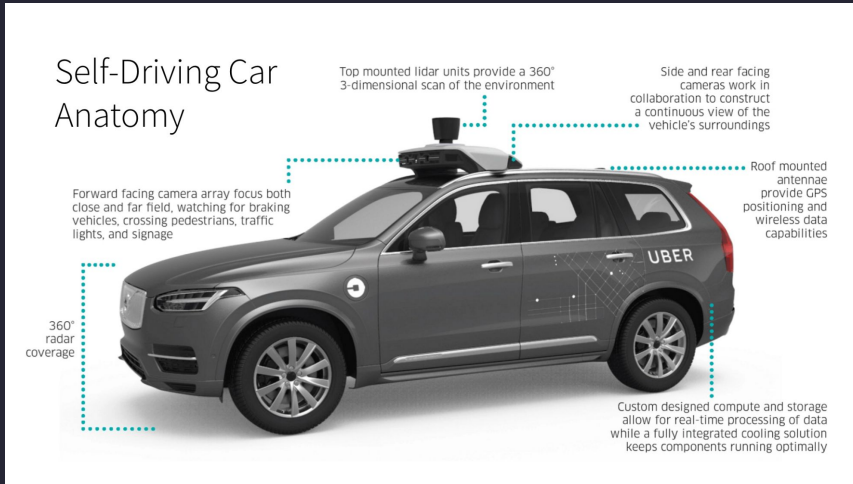 Self-Driving Car
Anatomy
Top mounted lidar units provide a 360°
3-dimensional scan of the environment
Side and rear facing
cameras work in
collaboration to construct
a continuous view of the
vehicle's surroundings
Forward facing camera array focus both
close and far field, watching for braking
vehicles, crossing pedestrians, traffic
lights, and signage
Roof mounted
antennae
provide GPS
positioning and
wireless data
capabilities
UBER
360°
radar
coverage
Custom designed compute and storage
allow for real-time processing of data
while a fully integrated cooling solution
keeps components running optimally